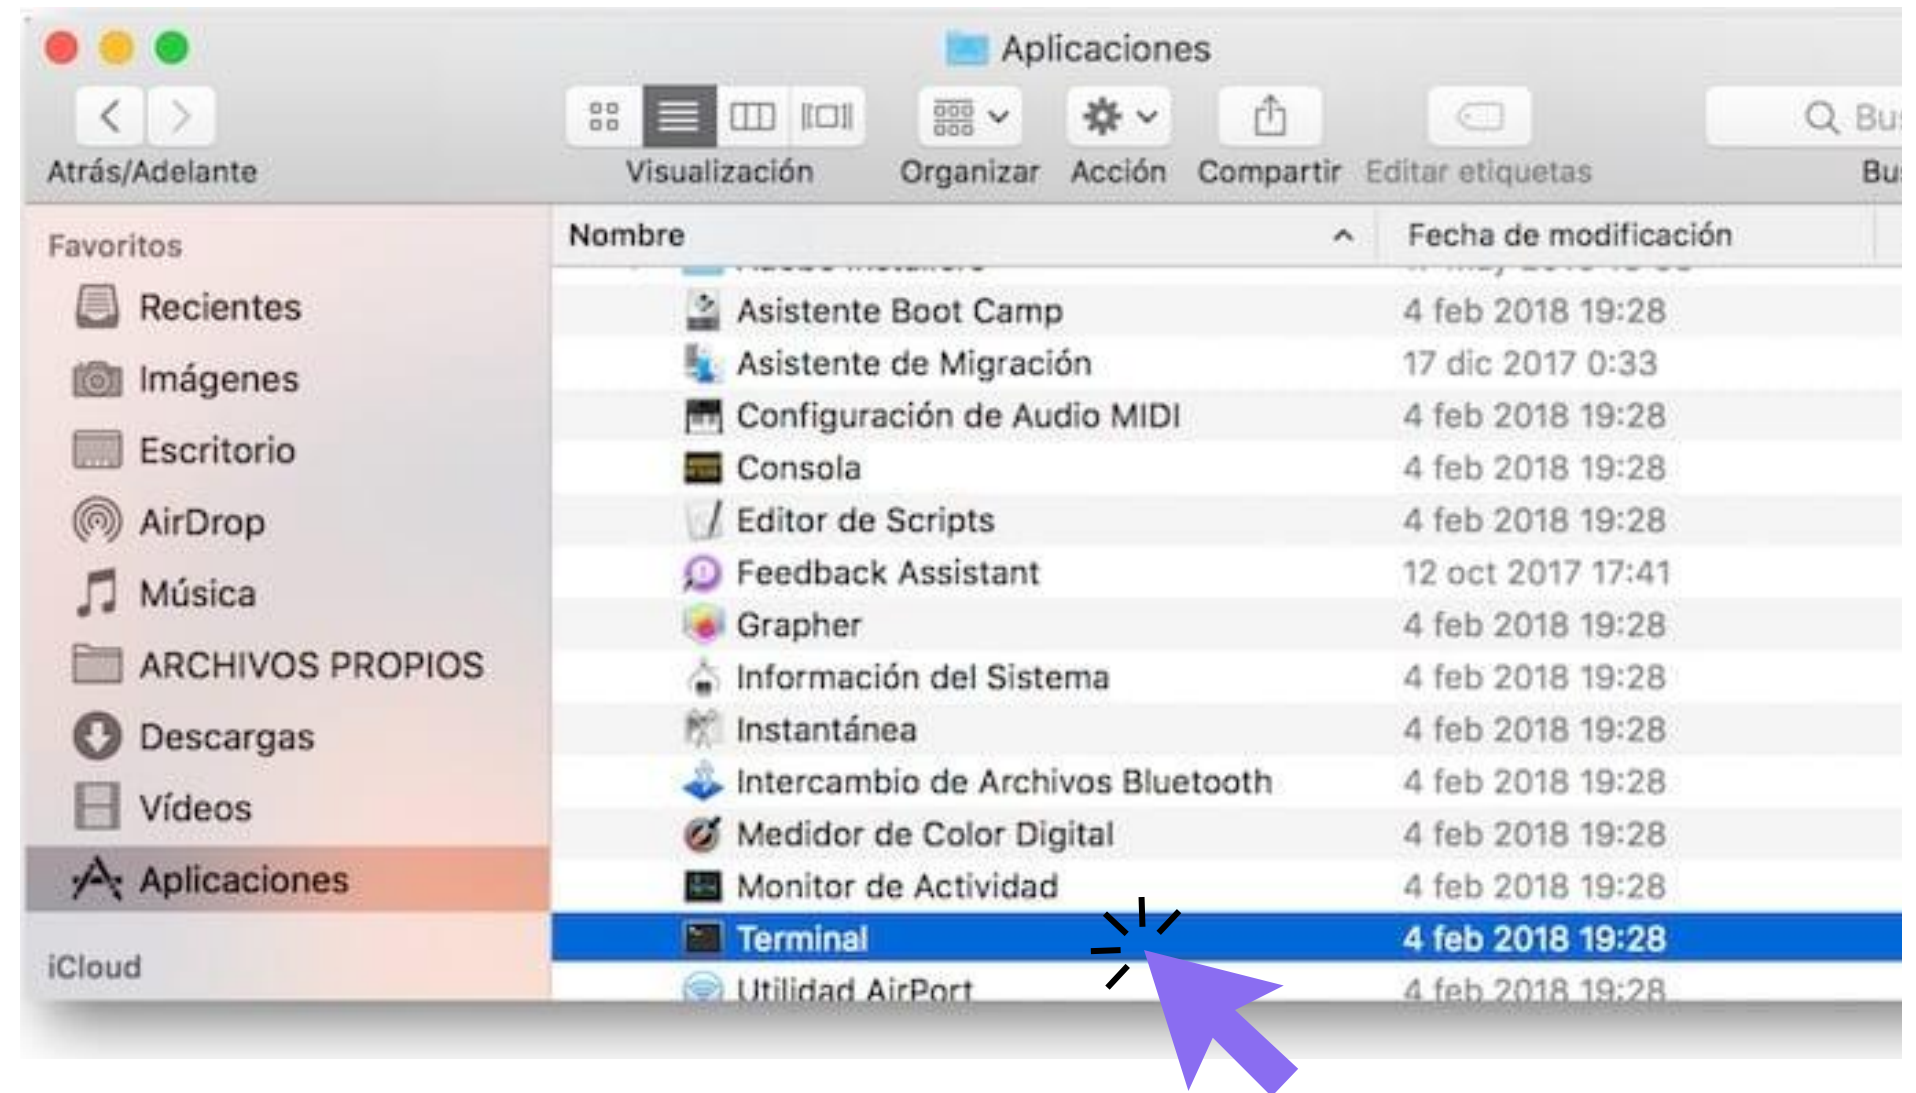 Aplicaciones
Atrás/Adelante
Visualización
Organizar
Acción
Compartir
Editar etiquetas
Favoritos
Recientes
Imágenes
Escritorio
AirDrop
Música
ARCHIVOS PROPIOS
Descargas
Vídeos
Aplicaciones
iCloud
Nombre Fecha de modificación
Asistente Boot Camp 4 feb 2018 19:28
Asistente de Migración 17 dic 2017 0:33
Configuración de Audio MIDI 4 feb 2018 19:28
Consola 4 feb 2018 19:28
Editor de Scripts 4 feb 2018 19:28
Feedback Assistant 12 oct 2017 17:41
Grapher 4 feb 2018 19:28
Información del Sistema 4 feb 2018 19:28
Instantánea 4 feb 2018 19:28
Intercambio de Archivos Bluetooth 4 feb 2018 19:28
Medidor de Color Digital 4 feb 2018 19:28
Monitor de Actividad 4 feb 2018 19:28
Terminal 4 feb 2018 19:28
Utilidad AirPort 4 feb 2018 19:28